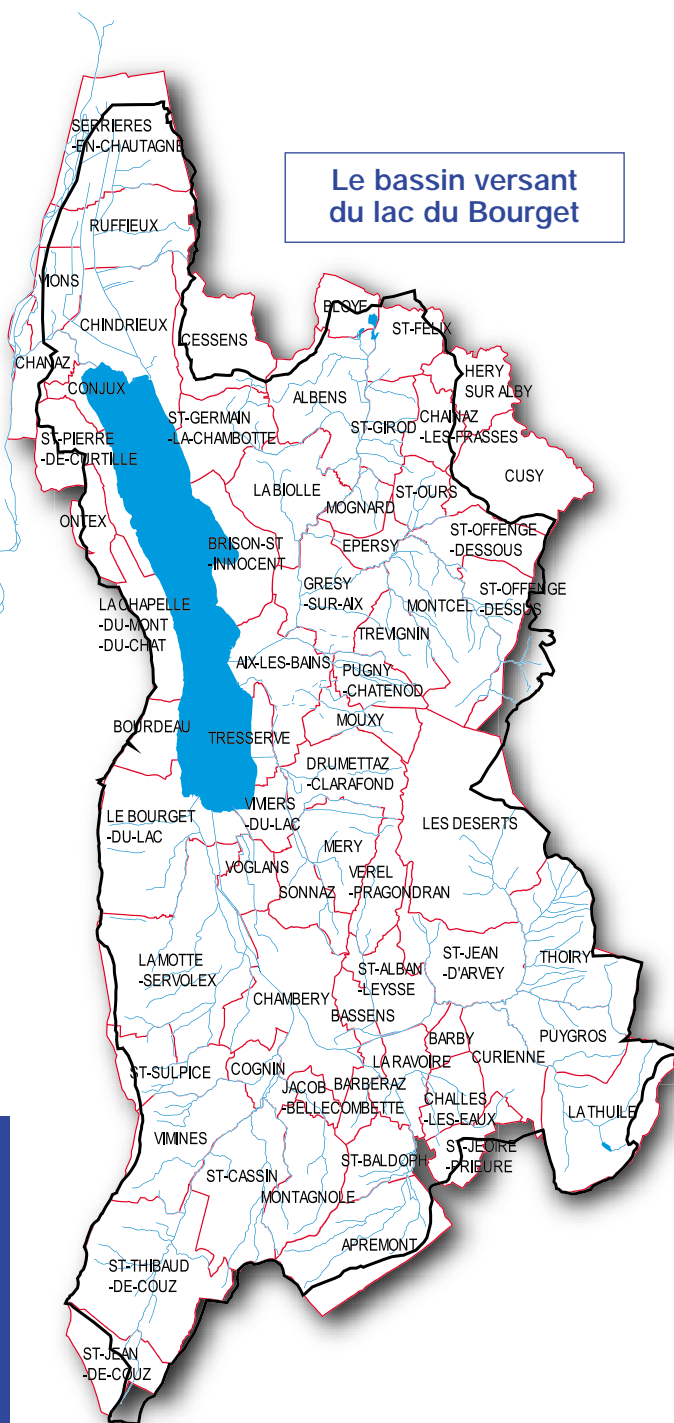 Le bassin versant
du lac du Bourget
SERRIERES
-EN-CHAUTAGNE
RUFFIEUX
VIONS
CHINDRIEUX
CESSENS
BLOYE
ST-FELIX
CHANAZ
CONJUX
HERY
SUR ALBY
ALBENS
ST-GERMAIN
-LA-CHAMBOTTE
ST-GIROD
CHAINAZ
-LES-FRASSES
ST-PIERRE
-DE-CURTILLE
CUSY
LA BIOLLE
ST-OURS
MOGNARD
ONTEX
ST-OFFENGE
-DESSOUS
BRISON-ST
-INNOCENT
EPERSY
GRESY
-SUR-AIX
ST-OFFENGE
-DESSUS
LA CHAPELLE
-DU-MONT
-DU-CHAT
MONTCEL
TREVIGNIN
AIX-LES-BAINS
PUGNY
-CHATENOD
BOURDEAU
MOUXY
TRESSERVE
DRUMETTAZ
-CLARAFOND
VIVIERS
-DU-LAC
LE BOURGET
-DU-LAC
LES DESERTS
MERY
VOGLANS
VEREL
-PRAGONDRAN
SONNAZ
LA MOTTE
-SERVOLEX
ST-JEAN
-D'ARVEY
THOIRY
ST-ALBAN
-LEYSSE
CHAMBERY
BASSENS
BARBY
PUYGROS
ST-SULPICE
COGNIN
LA RAVOIRE
CURIENNE
JACOB
-BELLECOMBETTE
BARBERAZ
CHALLES
-LES-EAUX
LA THUILE
VIMINES
ST-JEOIRE
-PRIEURE
ST-CASSIN
ST-BALDOPH
MONTAGNOLE
APREMONT
ST-THIBAUD
-DE-COUZ
ST-JEAN
-DE-COUZ